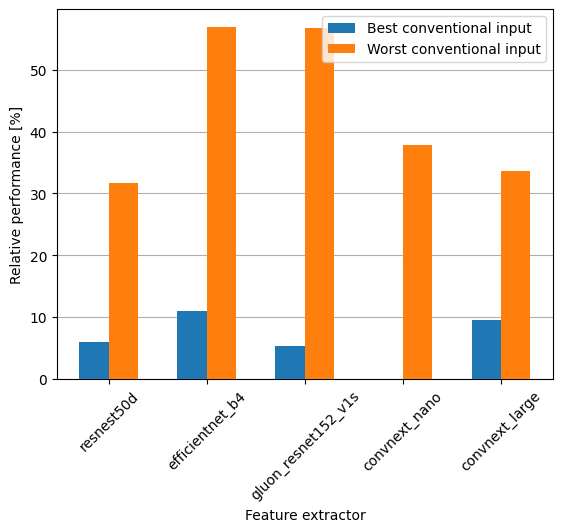 Best conventional input
Worst conventional input
Relative performance [%]
50
40
30
20
10
0
resnest50d
efficientnet_b4
gluon_resnet152_v1s
convnext_nano
convnext_large
Feature extractor